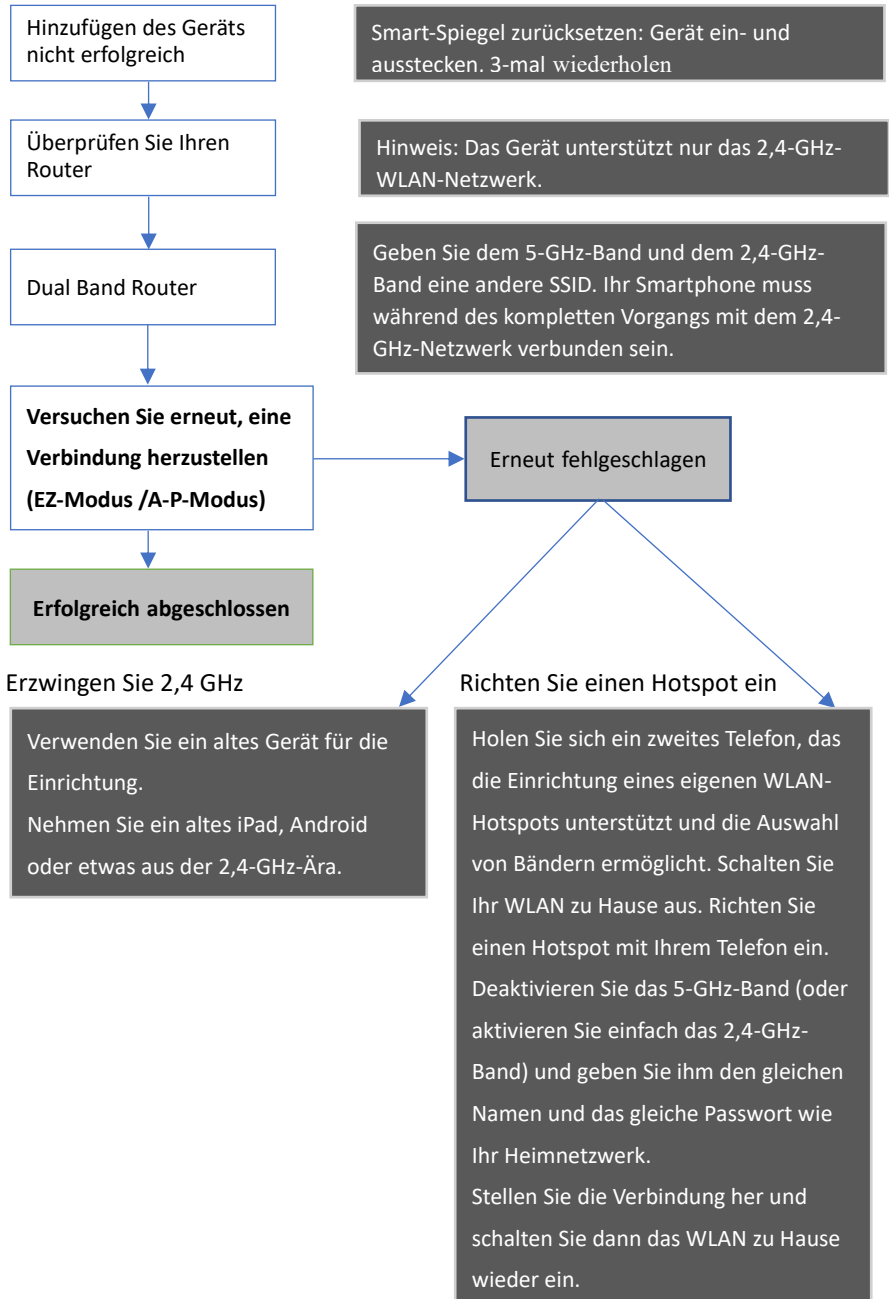 Hinzufügen des Geräts
nicht erfolgreich
Smart-Spiegel zurücksetzen: Gerät ein- und
ausstecken. 3-mal wiederholen
Überprüfen Sie Ihren
Router
Hinweis: Das Gerät unterstützt nur das 2,4-GHz-
WLAN-Netzwerk.
Dual Band Router
Geben Sie dem 5-GHz-Band und dem 2,4-GHz-
Band eine andere SSID. Ihr Smartphone muss
während des kompletten Vorgangs mit dem 2,4-
GHz-Netzwerk verbunden sein.
Versuchen Sie erneut, eine
Verbindung herzustellen
(EZ-Modus /A-P-Modus)
Erneut fehlgeschlagen
Erfolgreich abgeschlossen
Erzwingen Sie 2,4 GHz
Verwenden Sie ein altes Gerät für die
Einrichtung.
Nehmen Sie ein altes iPad, Android
oder etwas aus der 2,4-GHz-Ära.
Richten Sie einen Hotspot ein
Holen Sie sich ein zweites Telefon, das
die Einrichtung eines eigenen WLAN-
Hotspots unterstützt und die Auswahl
von Bändern ermöglicht. Schalten Sie
Ihr WLAN zu Hause aus. Richten Sie
einen Hotspot mit Ihrem Telefon ein.
Deaktivieren Sie das 5-GHz-Band (oder
aktivieren Sie einfach das 2,4-GHz-
Band) und geben Sie ihm den gleichen
Namen und das gleiche Passwort wie
Ihr Heimnetzwerk.
Stellen Sie die Verbindung her und
schalten Sie dann das WLAN zu Hause
wieder ein.